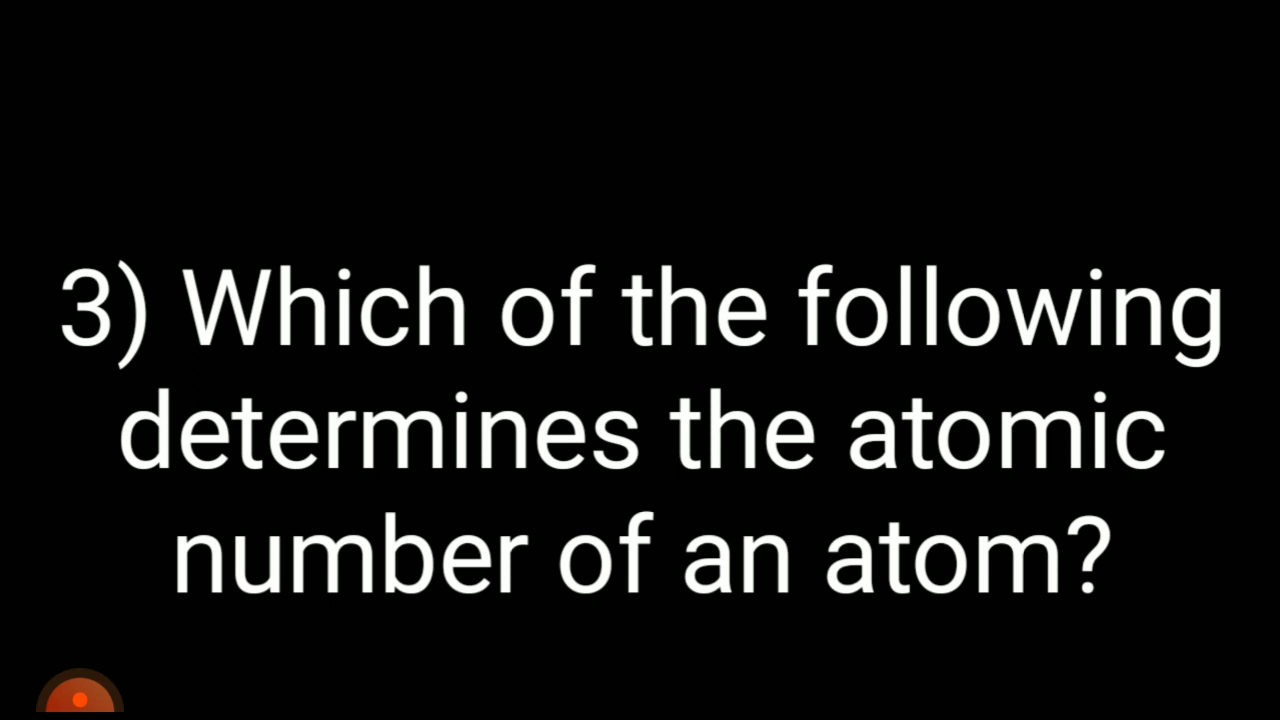 3) Which of the following
determines the atomic
number of an atom?